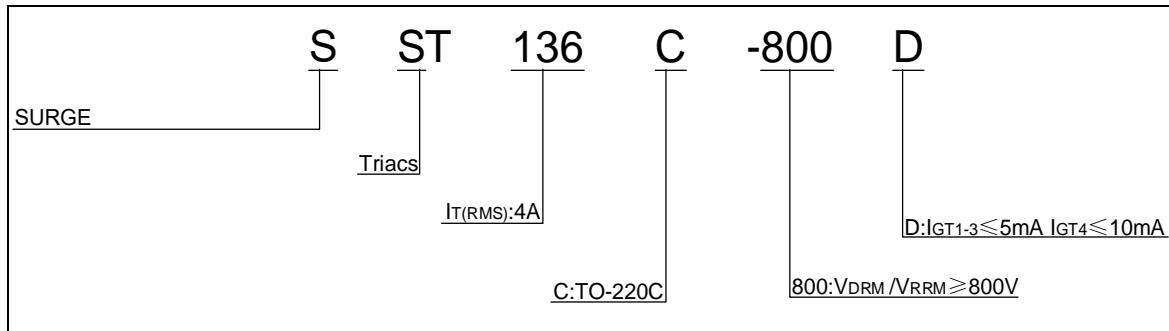 S ST 136 C -800 D
SURGE
Triacs
IT(RMS):4A
D:IGT1-3≤5mA IGT4≤10mA
C:TO-220C
800:VDRM /VRRM≥800V